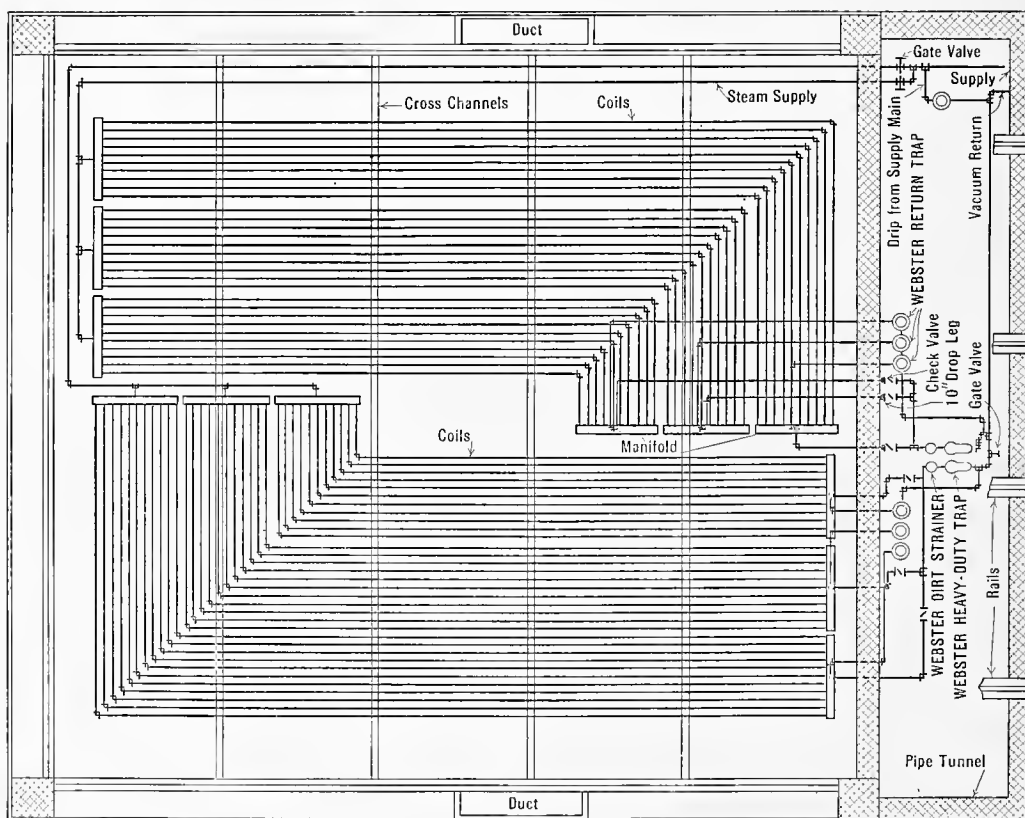 Duct
Gate Valve
Supply
Steam Supply
Cross Channels
Coils
Drip from Supply Main
WEBSTER RETURN TRAP
Vacuum Return
Check Valve
10" Drop Leg
Gate Valve
Coils
Manifold
WEBSTER DIRT STRAINER
WEBSTER HEAVY-DUTY TRAP
Rails
Pipe Tunnel
Duct